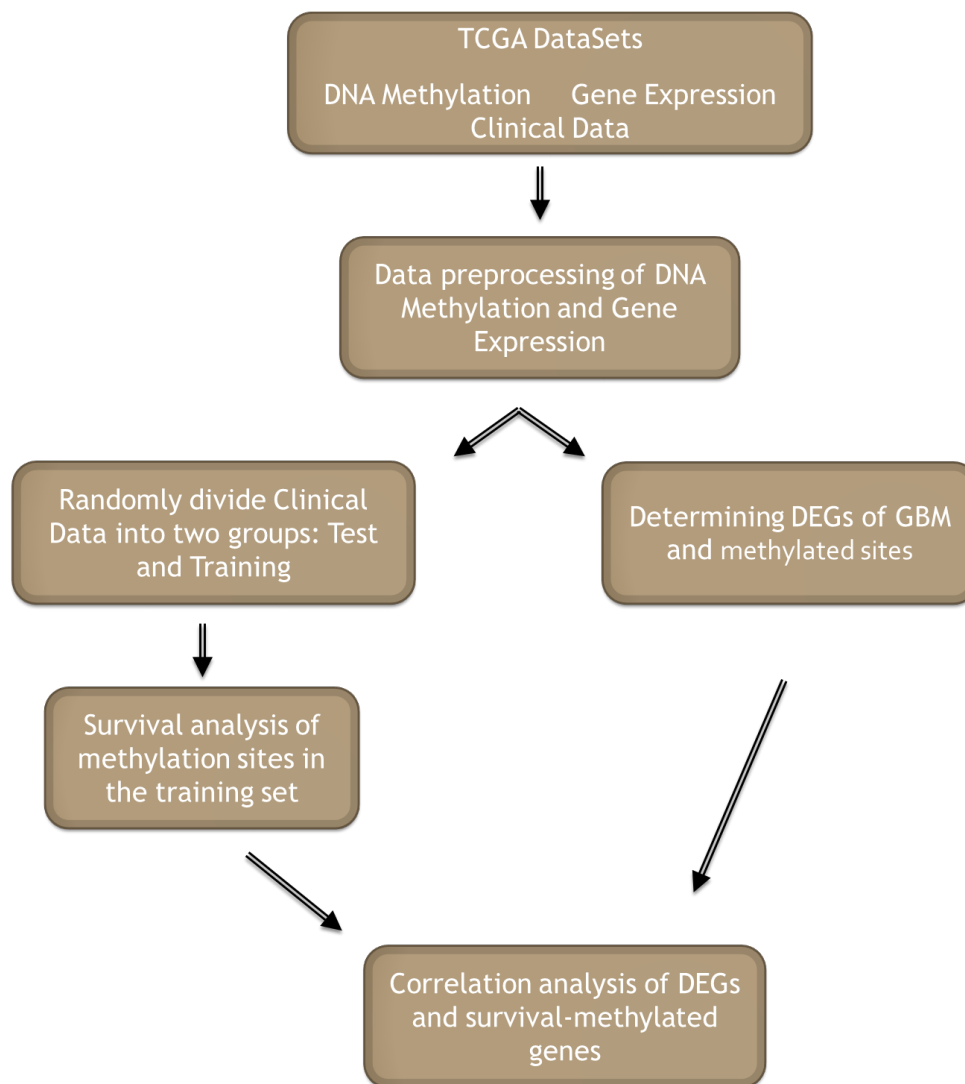 TCGA DataSets
DNA Methylation Gene Expression
Clinical Data
Data preprocessing of DNA
Methylation and Gene
Expression
Randomly divide Clinical
Data into two groups: Test
and Training
Determining DEGs of GBM
and methylated sites
Survival analysis of
methylation sites in
the training set
Correlation analysis of DEGs
and survival-methylated
genes